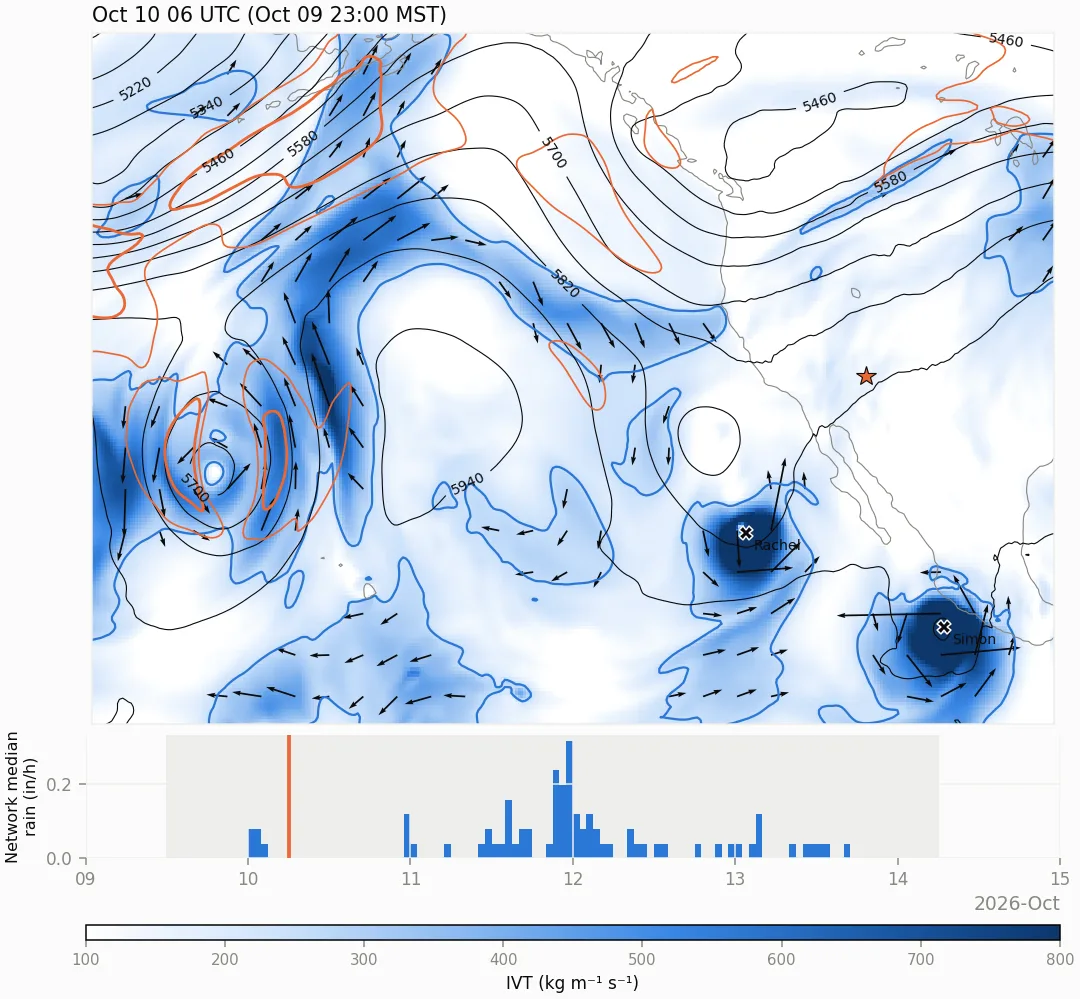 Oct 10 06 UTC (Oct 09 23:00 MST)
5460
5220
5340
5460
5580
5700
5460
5580
5820
5940
5700
Rachel
Simon
Network median
rain (in/h)
0.2
0.0
09 10 11 12 13 14 15
2026-Oct
100 200 300 400 500 600 700 800
IVT (kg m⁻¹ s⁻¹)